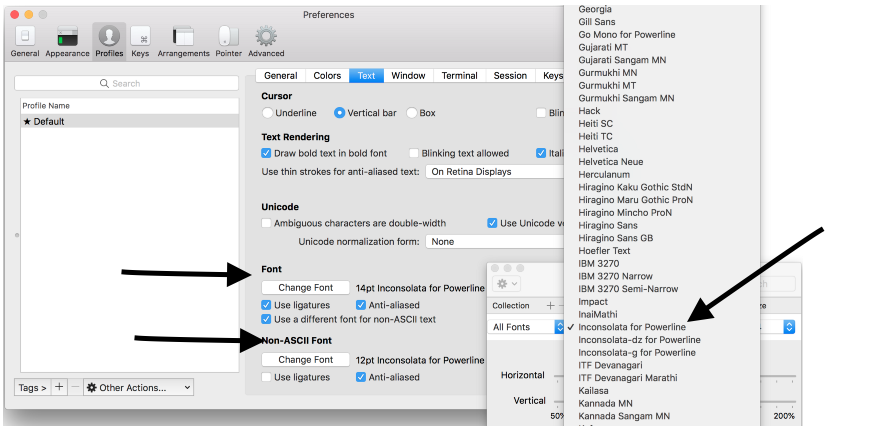 Preferences
General Appearance Profiles Keys Arrangements Pointer Advanced
Search
Profile Name
★ Default
Tags > + − Other Actions...
General Colors Text Window Terminal Session Keys
Cursor
Underline Vertical bar Box
Text Rendering
Draw bold text in bold font Blinking text allowed
Use thin strokes for anti-aliased text: On Retina Displays
Unicode
Ambiguous characters are double-width Use Unicode
Unicode normalization form: None
Font
Change Font 14pt Inconsolata for Powerline
Use ligatures Anti-aliased
Use a different font for non-ASCII text
Non-ASCII Font
Change Font 12pt Inconsolata for Powerline
Use ligatures Anti-aliased
Collection + −
All Fonts
Horizontal
Vertical
200%
Georgia
Gill Sans
Go Mono for Powerline
Gujarati MT
Gujarati Sangam MN
Gurmukhi MN
Gurmukhi MT
Gurmukhi Sangam MN
Hack
Heiti SC
Heiti TC
Helvetica
Helvetica Neue
Herculanum
Hiragino Kaku Gothic StdN
Hiragino Maru Gothic ProN
Hiragino Mincho ProN
Hiragino Sans
Hiragino Sans GB
Hoefler Text
IBM 3270
IBM 3270 Narrow
IBM 3270 Semi-Narrow
Impact
InaiMathi
✓ Inconsolata for Powerline
Inconsolata-dz for Powerline
Inconsolata-g for Powerline
ITF Devanagari
ITF Devanagari Marathi
Kailasa
Kannada MN
Kannada Sangam MN